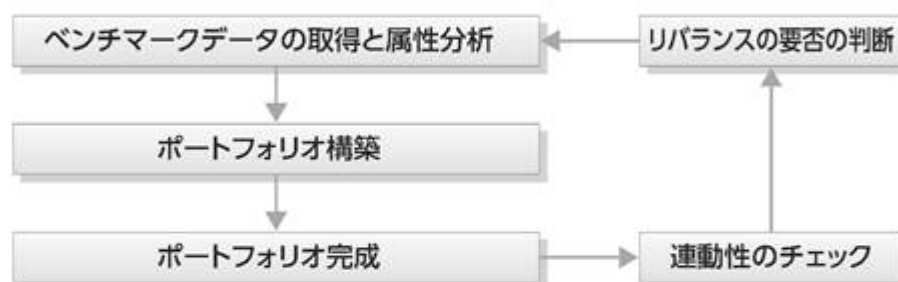 ベンチマークデータの取得と属性分析
リバランスの要否の判断
ポートフォリオ構築
ポートフォリオ完成
連動性のチェック